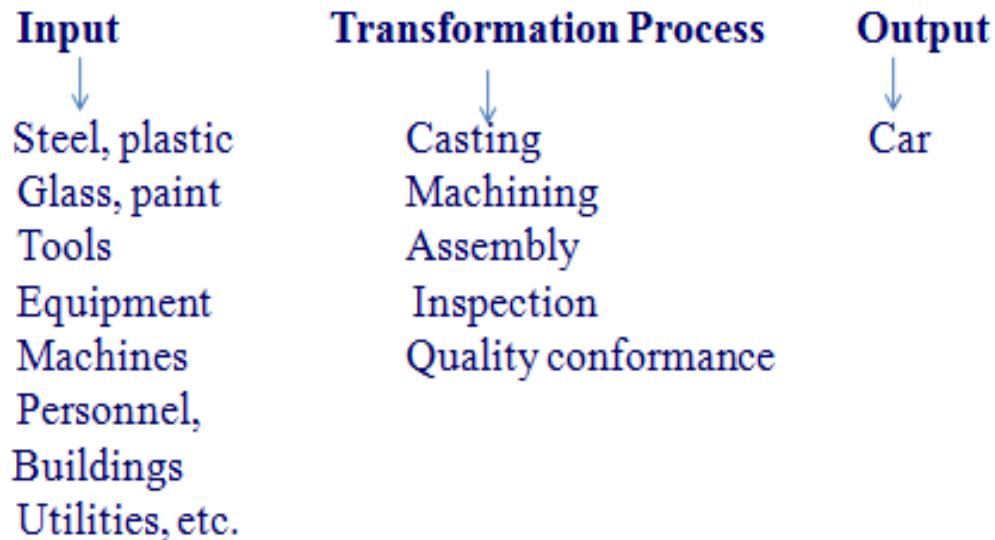 Input
Transformation Process
Output
Steel, plastic
Casting
Car
Glass, paint
Machining
Tools
Assembly
Equipment
Inspection
Machines
Quality conformance
Personnel,
Buildings
Utilities, etc.